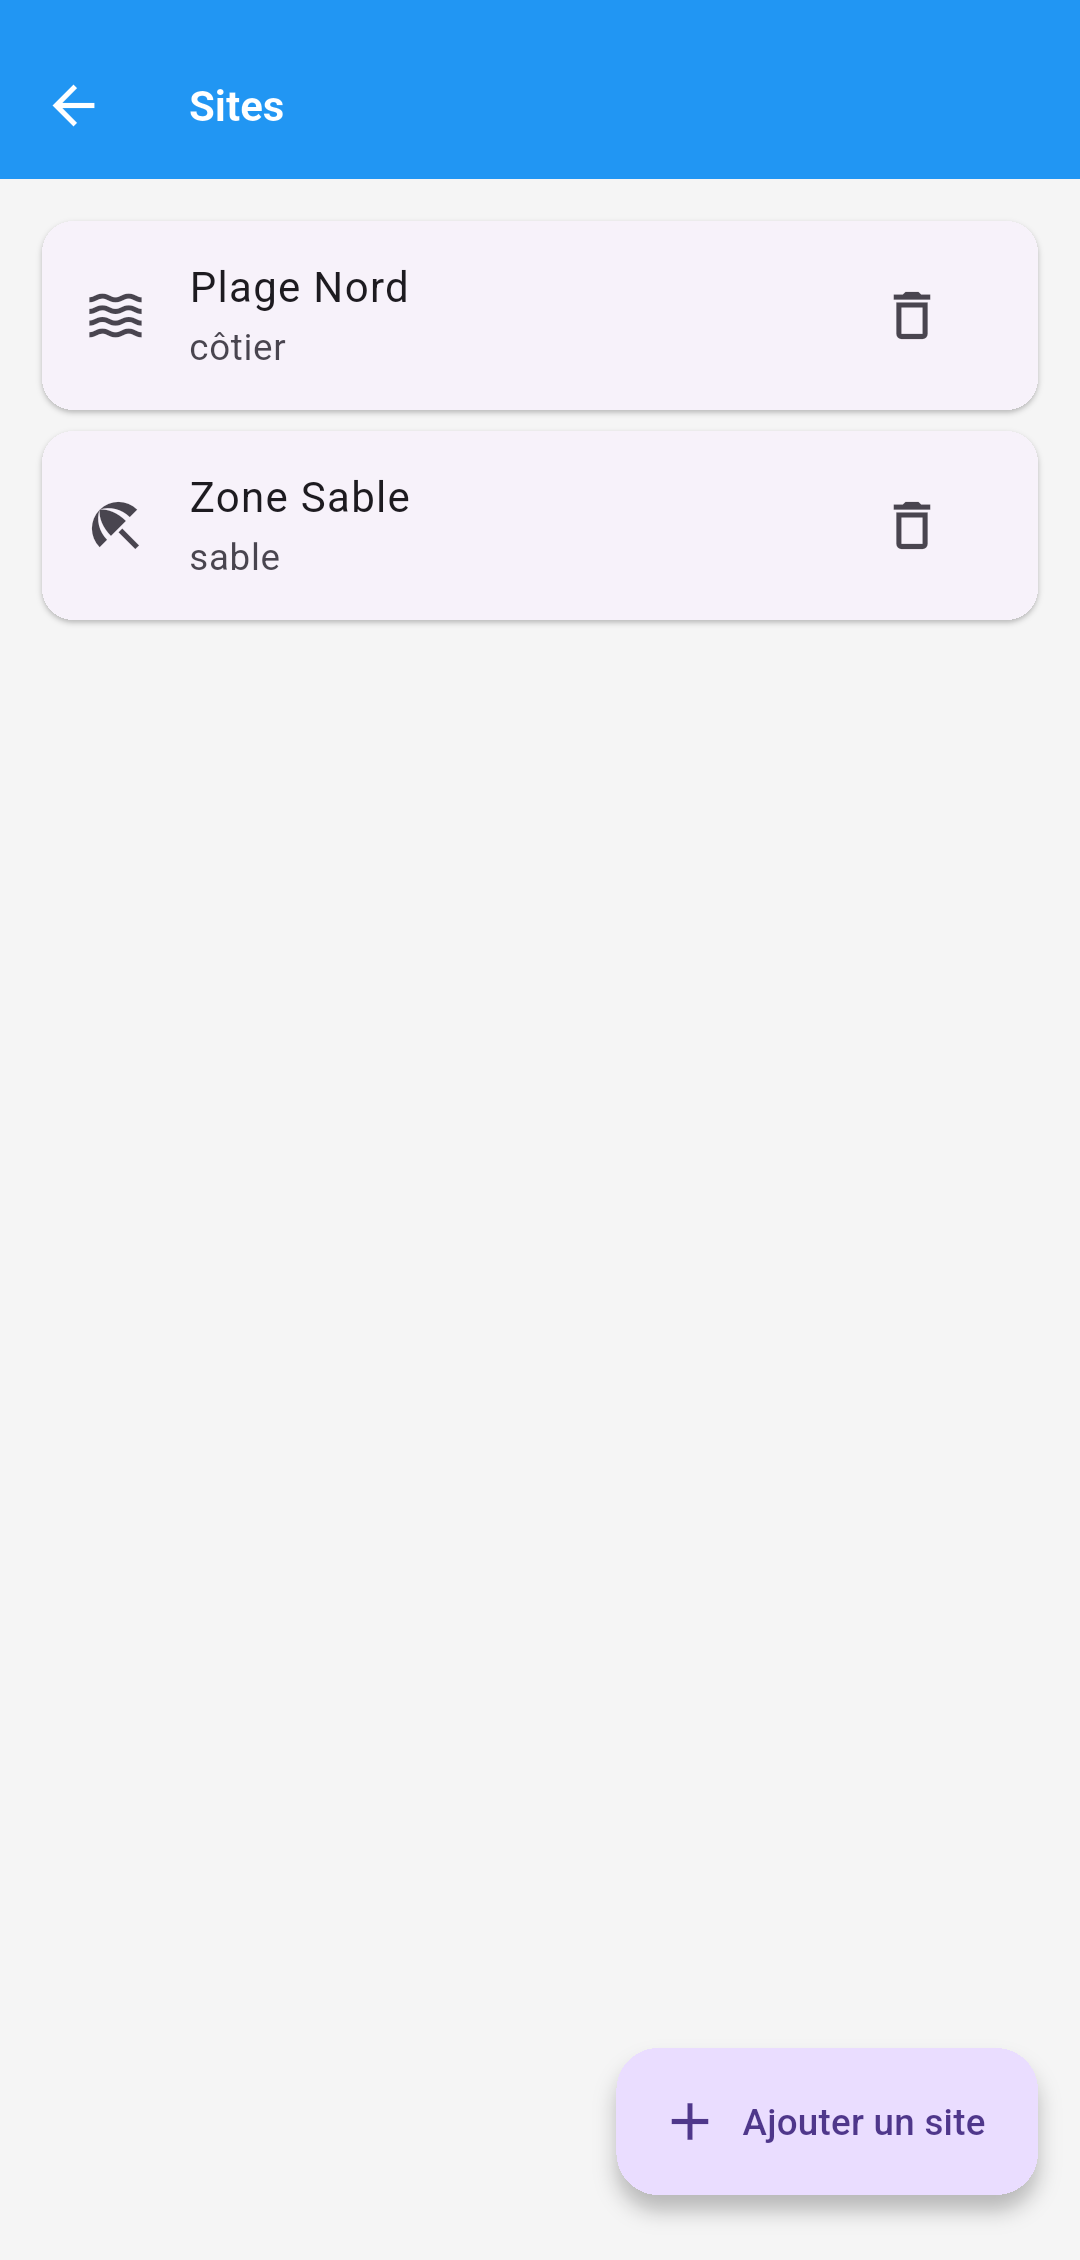 Sites
Plage Nord
côtier
Zone Sable
sable
Ajouter un site